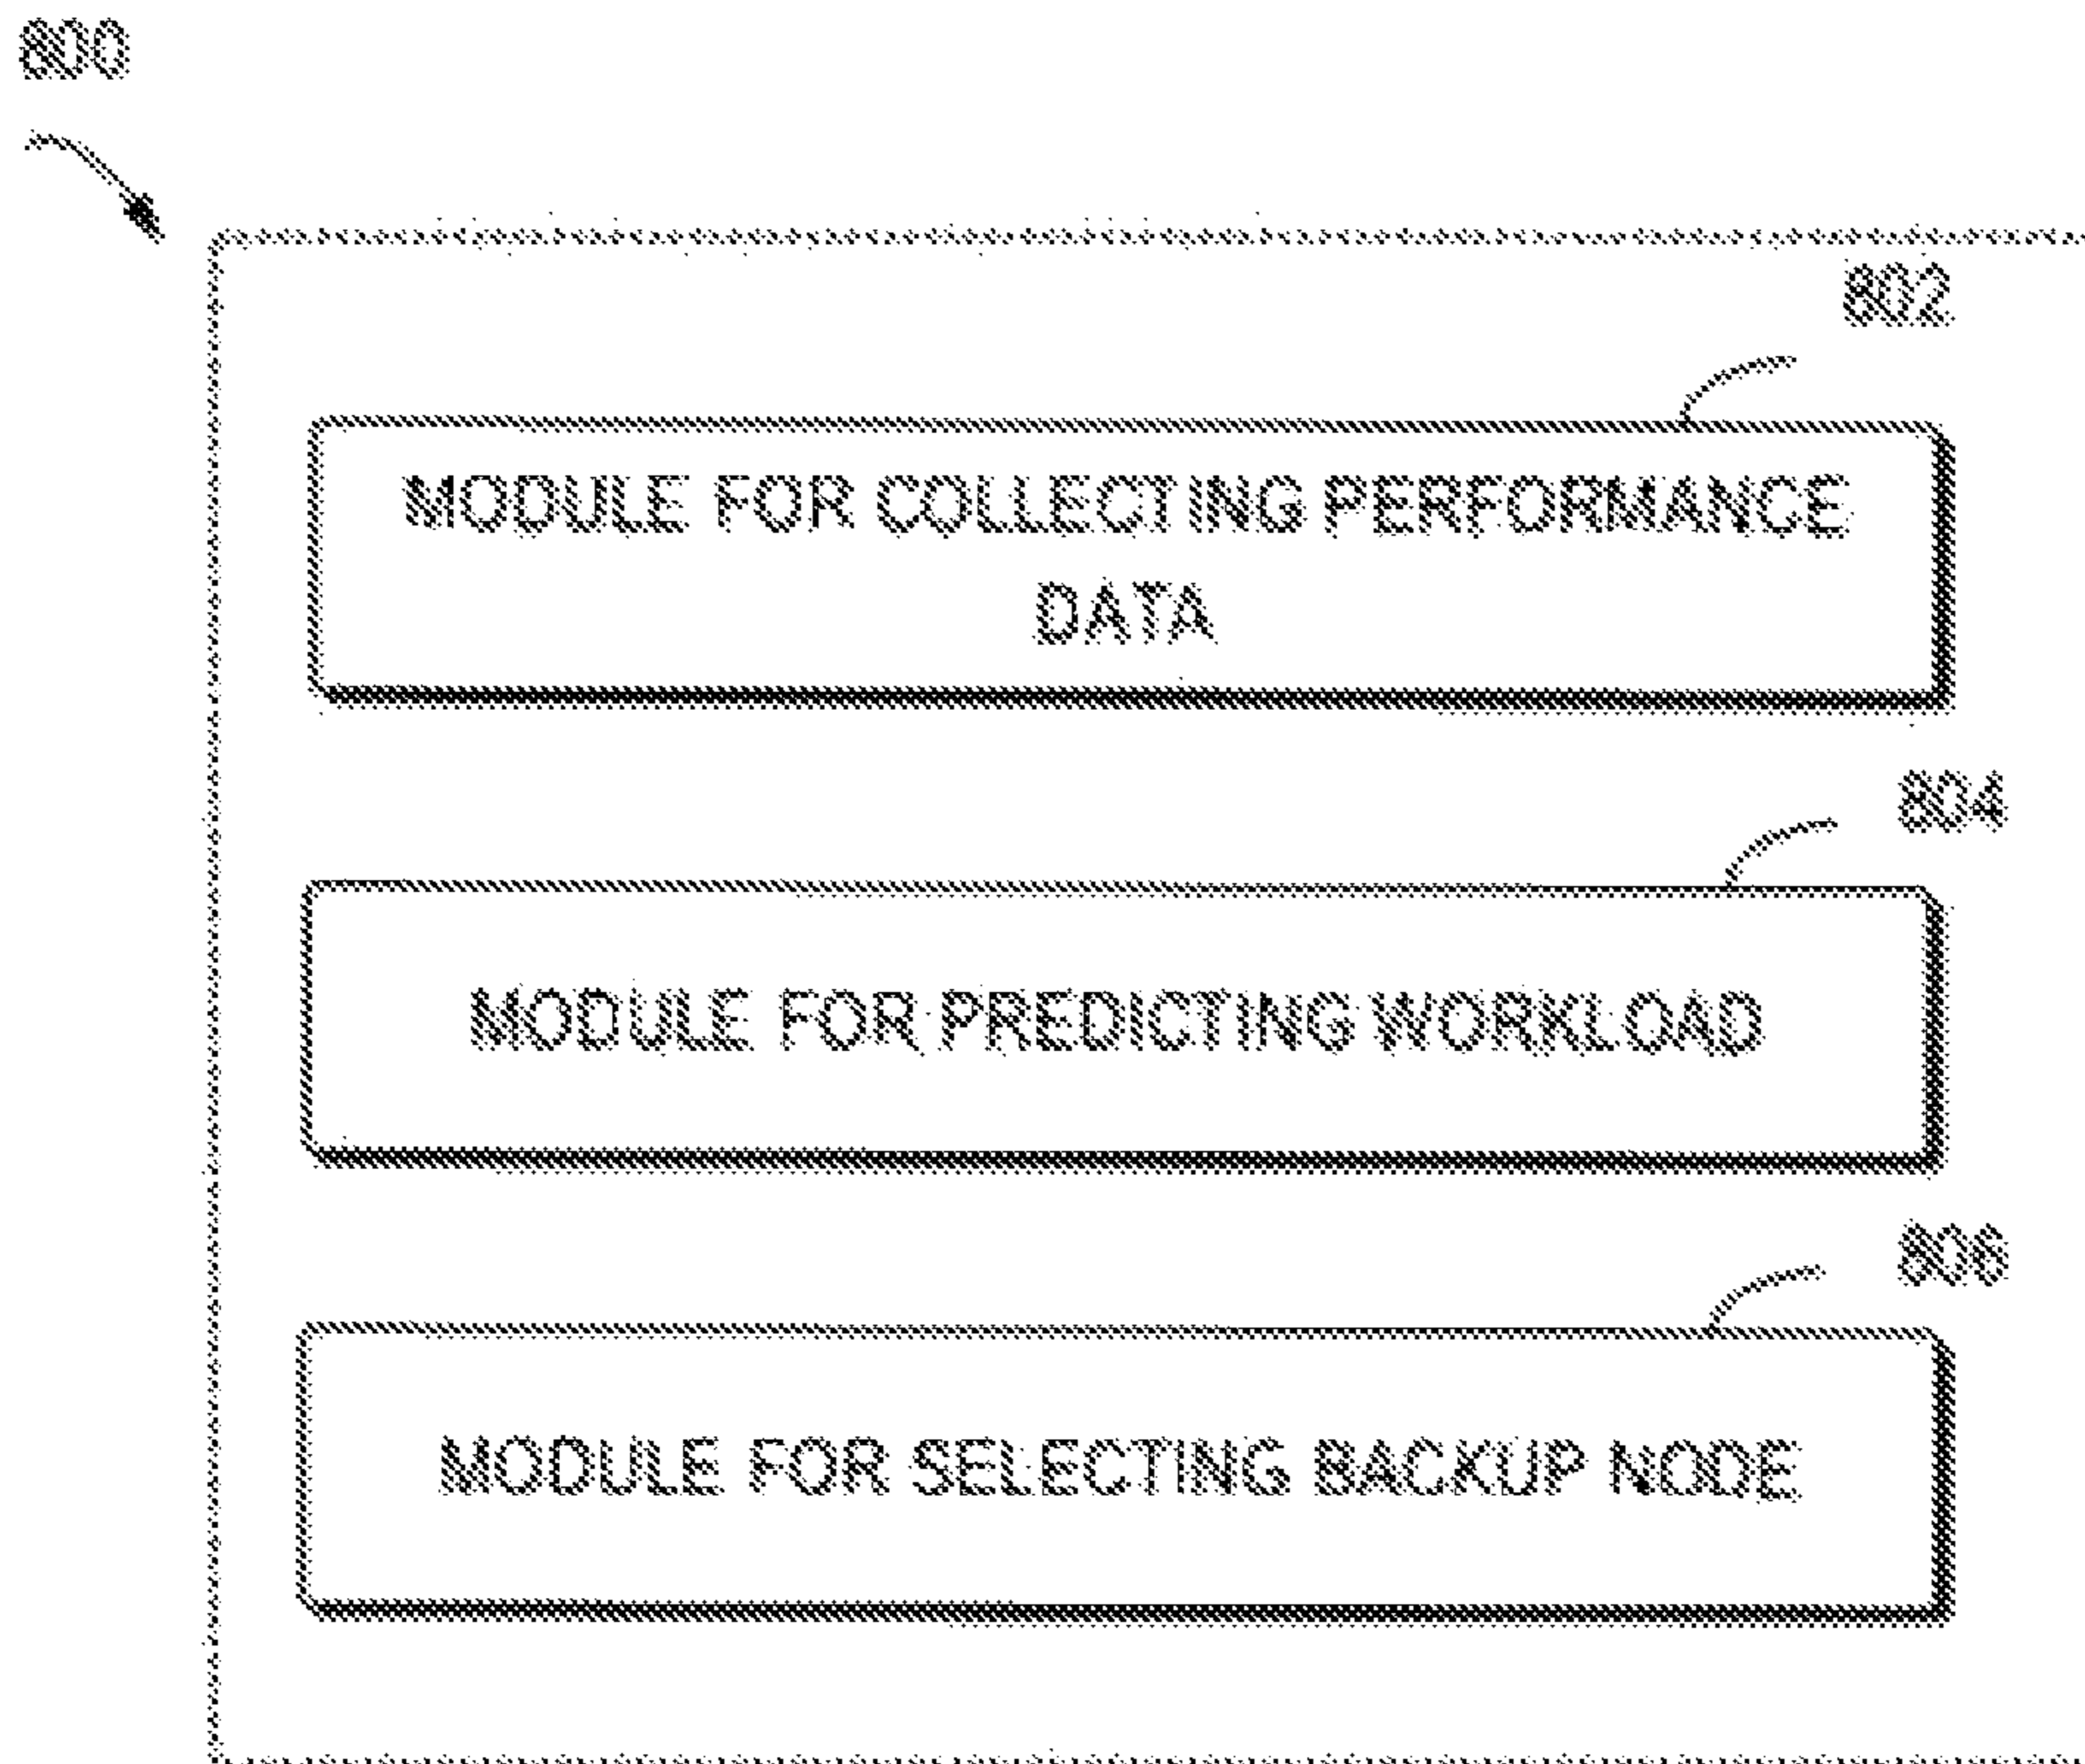 800
802
MODULE FOR COLLECTING PERFORMANCE
DATA
804
MODULE FOR PREDICTING WORKLOAD
806
MODULE FOR SELECTING BACKUP NODE